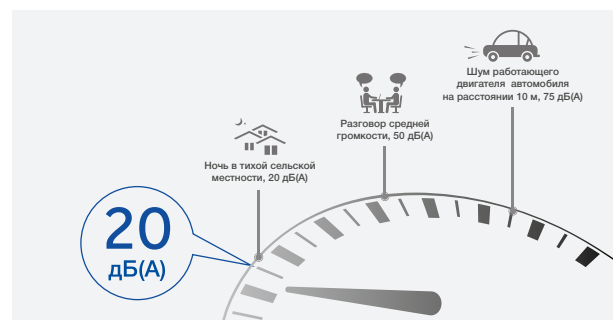 Шум работающего
двигателя автомобиля
на расстоянии 10 м, 75 дБ(А)
Разговор средней
громкости, 50 дБ(А)
Ночь в тихой сельской
местности, 20 дБ(А)
20
дБ(А)